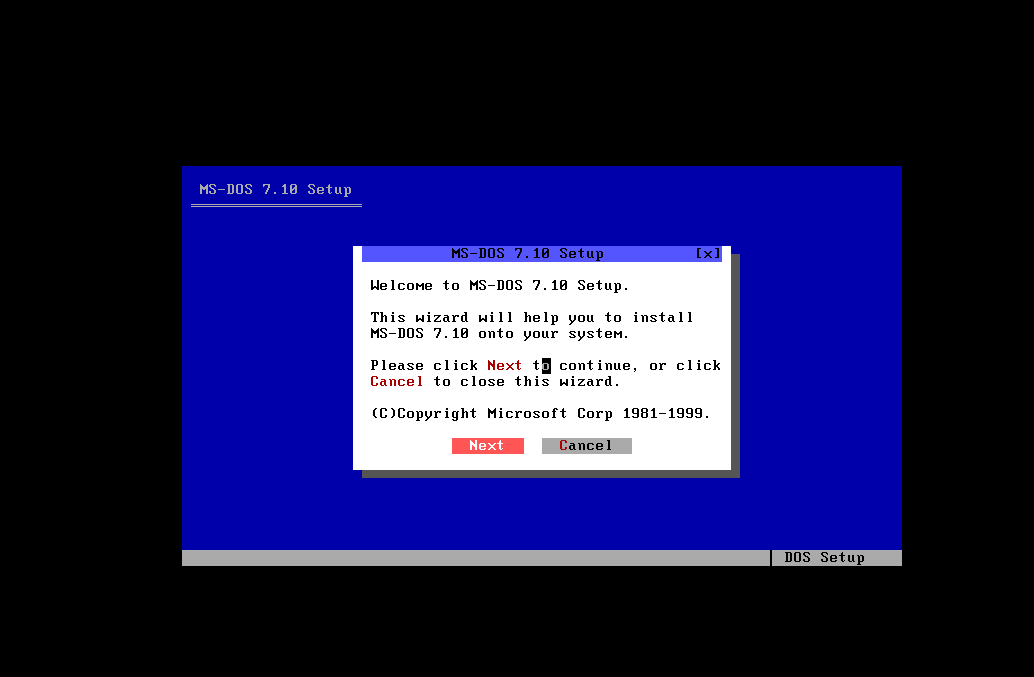 MS-DOS 7.10 Setup
MS-DOS 7.10 Setup [x]
Welcome to MS-DOS 7.10 Setup.
This wizard will help you to install
MS-DOS 7.10 onto your system.
Please click Next to continue, or click
Cancel to close this wizard.
(C)Copyright Microsoft Corp 1981-1999.
Next Cancel
DOS Setup